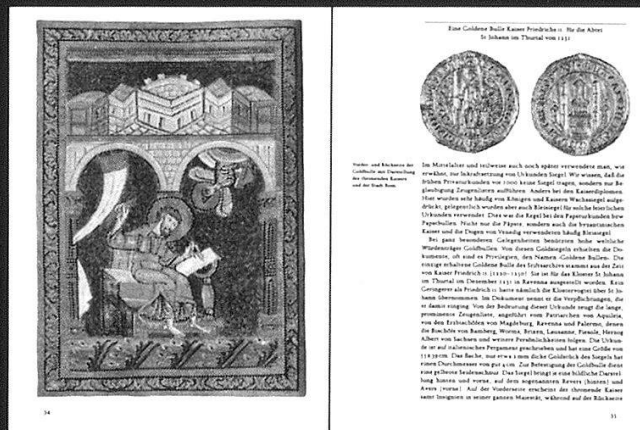 Eine Goldene Bulle Kaiser Friedrichs II. für die Abtei
St Johann im Thurtal von 1231
Vorder- und Rückseite der
Goldbulle mit Darstellung
des thronenden Kaisers
und der Stadt Rom.
Im Mittelalter und teilweise auch noch später verwendete man, wie
erwähnt, zur Inkraftsetzung von Urkunden Siegel. Wir wissen, daß die
frühen Privaturkunden vor 1000 keine Siegel tragen, sondern zur Be-
glaubigung Zeugenlisten aufführen. Anders bei den Kaiserdiplomen.
Hier wurden sehr häufig von Königen und Kaisern Wachssiegel aufge-
drückt, gelegentlich wurden aber auch Bleisiegel für solche feierlichen
Urkunden verwendet. Dies war die Regel bei den Papsturkunden bzw.
Papstbullen. Nicht nur die Päpste, sondern auch die byzantinischen
Kaiser und die Dogen von Venedig verwendeten häufig Bleisiegel.
Bei ganz besonderen Gelegenheiten benützten hohe weltliche
Würdenträger Goldbullen. Von diesen Goldsiegeln erhielten die Do-
kumente, oft sind es Privilegien, den Namen ‹Goldene Bullen›. Die
einzige erhaltene Goldene Bulle des Stiftsarchivs stammt aus der Zeit
von Kaiser Friedrich II. (1220-1250). Sie ist für das Kloster St Johann
im Thurtal im Dezember 1231 in Ravenna ausgestellt worden. Kein
Geringerer als Friedrich II. hatte nämlich die Klostervogtei über St Jo-
hann übernommen. Im Dokument nennt er die Verpflichtungen, die
er damit einging. Von der Bedeutung dieser Urkunde zeugt die lange,
prominente Zeugenliste, angeführt vom Patriarchen von Aquileia,
von den Erzbischöfen von Magdeburg, Ravenna und Palermo, denen
die Bischöfe von Bamberg, Worms, Brixen, Lausanne, Fiesole, Herzog
Albert von Sachsen und weitere Persönlichkeiten folgen. Die Urkun-
de ist auf italienisches Pergament geschrieben und hat eine Größe von
cm. Das flache, nur etwa 2 mm dicke Goldstück des Siegels hat
einen Durchmesser von gut 4 cm. Zur Befestigung der Goldbulle dient
eine gelbrote Seidenschnur. Das Siegel bringt je eine bildliche Darstel-
lung hinten und vorne, auf dem sogenannten Revers (hinten) und
Avers (vorne). Auf der Vorderseite erscheint der thronende Kaiser
samt Insignien in seiner ganzen Majestät, während auf der Rückseite
34
35